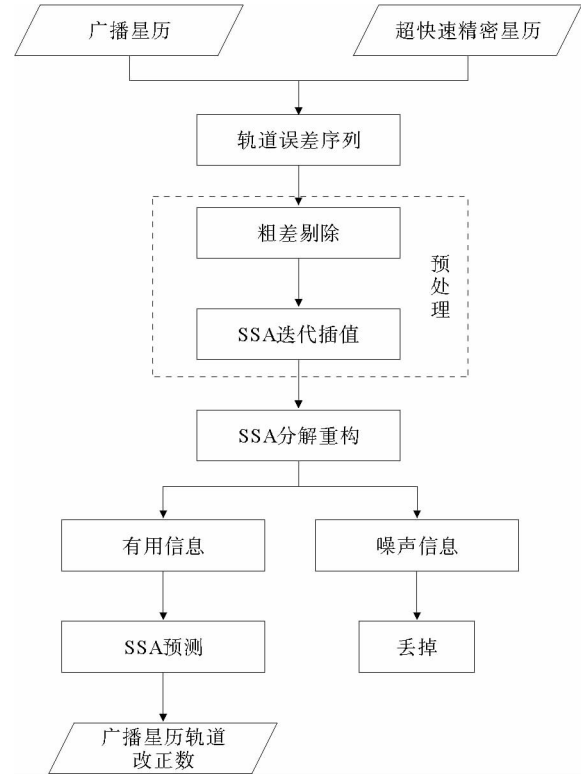 广播星历
超快速精密星历
轨道误差序列
粗差剔除
预处理
SSA迭代插值
SSA分解重构
有用信息
噪声信息
SSA预测
丢掉
广播星历轨道
改正数